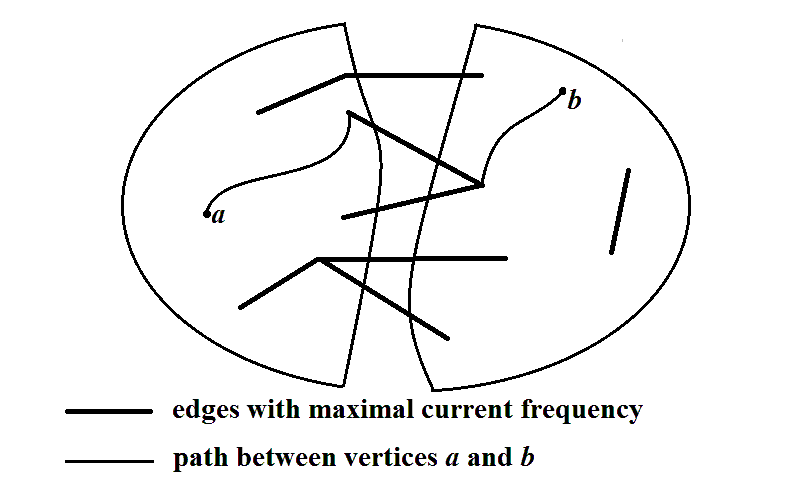 b
a
edges with maximal current frequency
path between vertices a and b